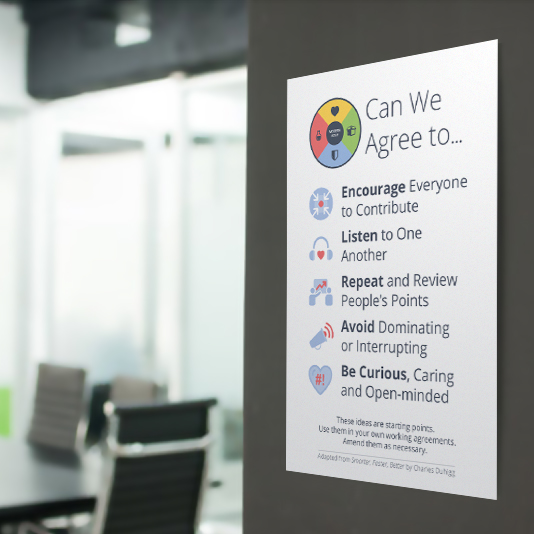 Can We
Agree to...
Encourage Everyone
to Contribute
Listen to One
Another
Repeat and Review
People's Points
Avoid Dominating
or Interrupting
#!
Be Curious, Caring
and Open-minded
These ideas are starting points.
Use them in your own working agreements.
Amend them as necessary.
Adapted from Smarter, Faster, Better by Charles Duhigg